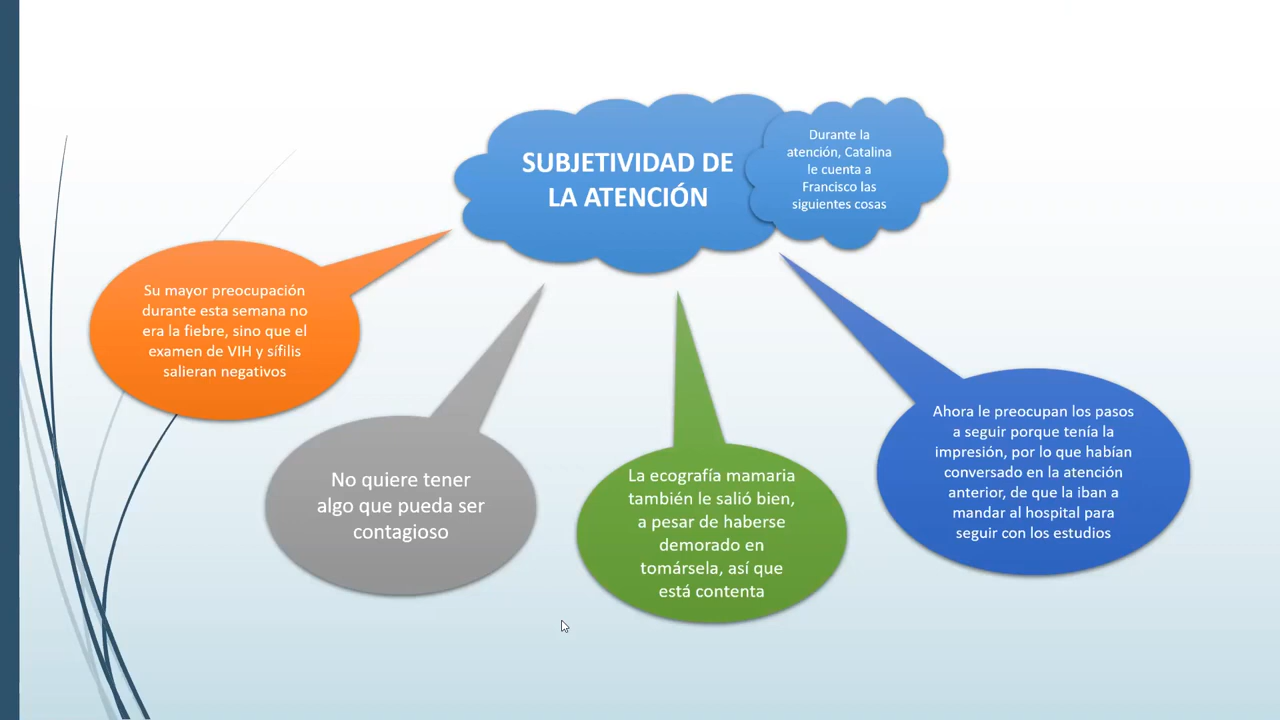 SUBJETIVIDAD DE
LA ATENCIÓN
Durante la
atención, Catalina
le cuenta a
Francisco las
siguientes cosas
Su mayor preocupación
durante esta semana no
era la fiebre, sino que el
examen de VIH y sífilis
salieran negativos
No quiere tener
algo que pueda ser
contagioso
La ecografía mamaria
también le salió bien,
a pesar de haberse
demorado en
tomársela, así que
está contenta
Ahora le preocupan los pasos
a seguir porque tenía la
impresión, por lo que habían
conversado en la atención
anterior, de que la iban a
mandar al hospital para
seguir con los estudios